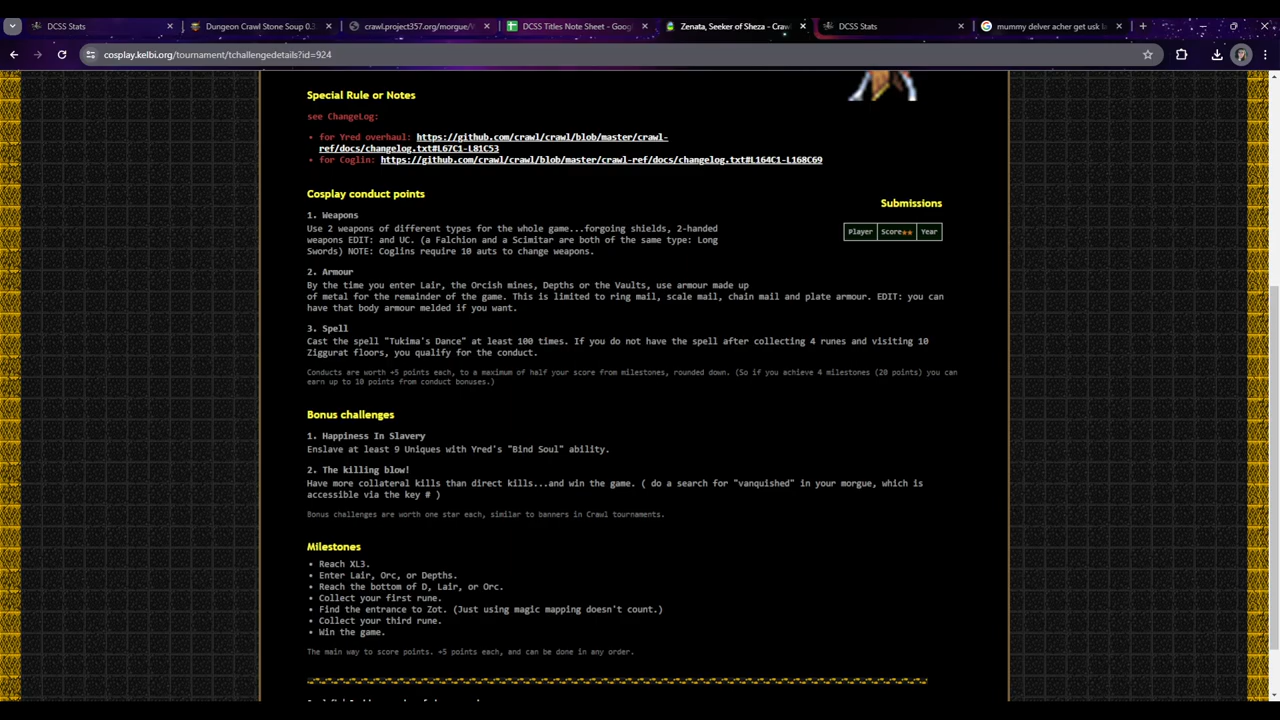 DCSS Stats
Dungeon Crawl Stone Soup 0.3
crawl.project357.org/morgue/
DCSS Titles Note Sheet - Goog
Zenata, Seeker of Sheza - Craw
DCSS Stats
mummy delver acher get usk l
cosplay.kelbi.org/tournament/tchallengedetails?id=924
Special Rule or Notes
see ChangeLog:
• for Yred overhaul: https://github.com/crawl/crawl/blob/master/crawl-
ref/docs/changelog.txt#L67C1-L81C53
• for Coglin: https://github.com/crawl/crawl/blob/master/crawl-ref/docs/changelog.txt#L164C1-L168C69
Cosplay conduct points
1. Weapons
Use 2 weapons of different types for the whole game...forgoing shields, 2-handed
weapons EDIT: and UC. (a Falchion and a Scimitar are both of the same type: Long
Swords) NOTE: Coglins require 10 auts to change weapons.
Submissions
Player Score★★ Year
2. Armour
By the time you enter Lair, the Orcish mines, Depths or the Vaults, use armour made up
of metal for the remainder of the game. This is limited to ring mail, scale mail, chain mail and plate armour. EDIT: you can
have that body armour melded if you want.
3. Spell
Cast the spell "Tukima's Dance" at least 100 times. If you do not have the spell after collecting 4 runes and visiting 10
Ziggurat floors, you qualify for the conduct.
Conducts are worth +5 points each, to a maximum of half your score from milestones, rounded down. (So if you achieve 4 milestones (20 points) you can
earn up to 10 points from conduct bonuses.)
Bonus challenges
1. Happiness In Slavery
Enslave at least 9 Uniques with Yred's "Bind Soul" ability.
2. The killing blow!
Have more collateral kills than direct kills...and win the game. ( do a search for "vanquished" in your morgue, which is
accessible via the key # )
Bonus challenges are worth one star each, similar to banners in Crawl tournaments.
Milestones
• Reach XL3.
• Enter Lair, Orc, or Depths.
• Reach the bottom of D, Lair, or Orc.
• Collect your first rune.
• Find the entrance to Zot. (Just using magic mapping doesn't count.)
• Collect your third rune.
• Win the game.
The main way to score points. +5 points each, and can be done in any order.